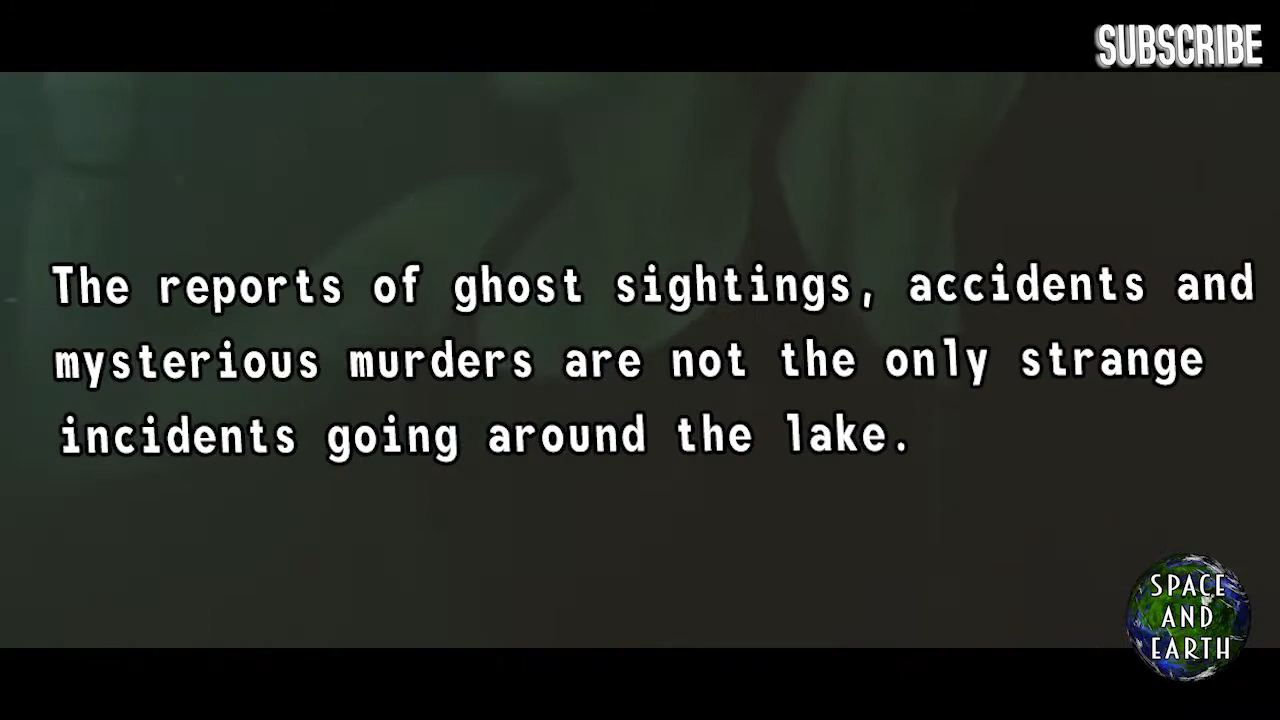 SUBSCRIBE
The reports of ghost sightings, accidents and
mysterious murders are not the only strange
incidents going around the lake.
SPACE
AND
EARTH